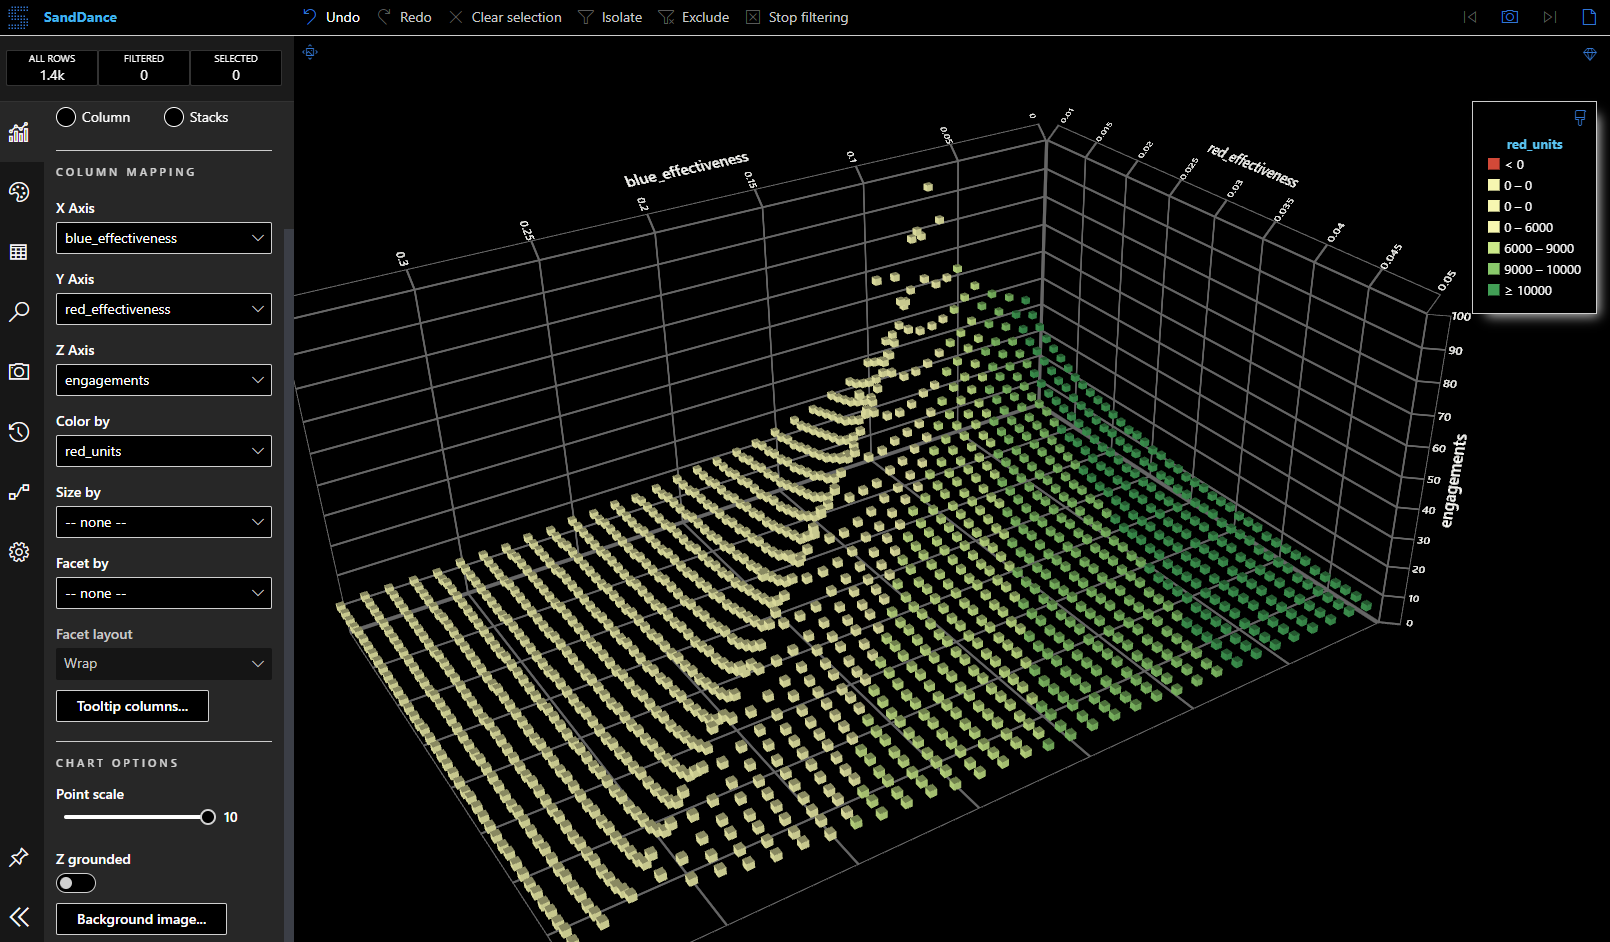 SandDance
Undo
Redo
Clear selection
Isolate
Exclude
Stop filtering
ALL ROWS
1.4k
FILTERED
0
SELECTED
0
Column
Stacks
COLUMN MAPPING
X Axis
blue_effectiveness
Y Axis
red_effectiveness
Z Axis
engagements
Color by
red_units
Size by
-- none --
Facet by
-- none --
Facet layout
Wrap
Tooltip columns...
CHART OPTIONS
Point scale
10
Z grounded
Background image...
blue_effectiveness
0.3
0.25
0.2
0.15
0.1
0.05
0
red_effectiveness
0.01
0.015
0.02
0.025
0.03
0.035
0.04
0.045
0.05
engagements
100
90
80
70
60
50
40
30
20
10
0
red_units
< 0
0 – 0
0 – 0
0 – 6000
6000 – 9000
9000 – 10000
≥ 10000